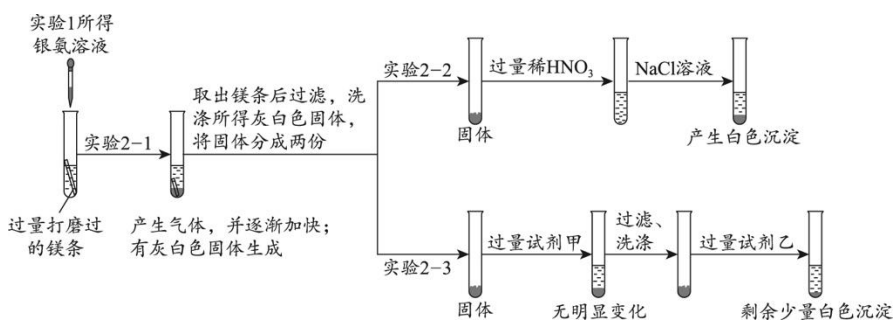 实验1所得
银氨溶液
实验2-1
过量打磨过
的镁条
取出镁条后过滤，洗
涤所得灰白色固体，
将固体分成两份
产生气体，并逐渐加快；
有灰白色固体生成
实验2-2
过量稀HNO₃
NaCl溶液
固体
产生白色沉淀
实验2-3
过量试剂甲
过滤、
洗涤
过量试剂乙
固体
无明显变化
剩余少量白色沉淀